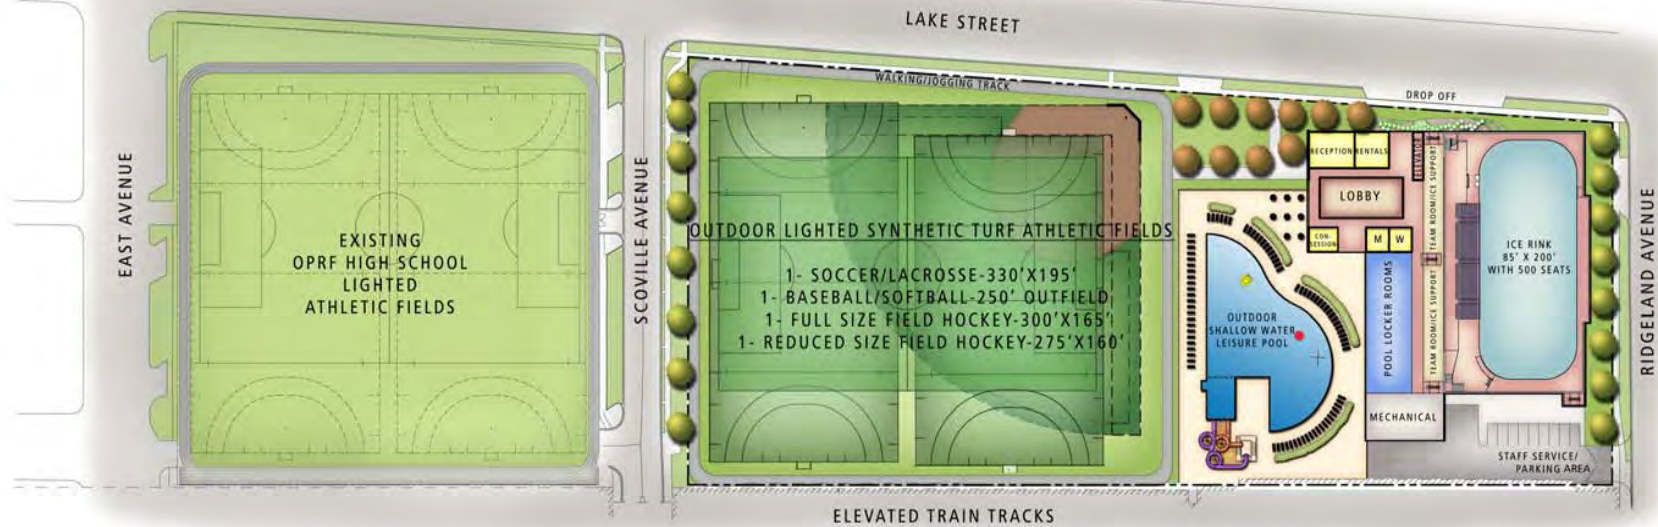 LAKE STREET
EAST AVENUE
SCOVILLE AVENUE
RIDGELAND AVENUE
ELEVATED TRAIN TRACKS
EXISTING
OPRF HIGH SCHOOL
LIGHTED
ATHLETIC FIELDS
WALKING/JOGGING TRACK
OUTDOOR LIGHTED SYNTHETIC TURF ATHLETIC FIELDS
1- SOCCER/LACROSSE-330'X195'
1- BASEBALL/SOFTBALL-250' OUTFIELD
1- FULL SIZE FIELD HOCKEY-300'X165'
1- REDUCED SIZE FIELD HOCKEY-275'X160'
DROP OFF
RECEPTION
RENTALS
ELEVATOR
LOBBY
CON-
SESSION
M
W
TEAM ROOM/ICE SUPPORT
TEAM ROOM/ICE SUPPORT
POOL LOCKER ROOMS
OUTDOOR
SHALLOW WATER
LEISURE POOL
ICE RINK
85' X 200'
WITH 500 SEATS
MECHANICAL
STAFF SERVICE/
PARKING AREA